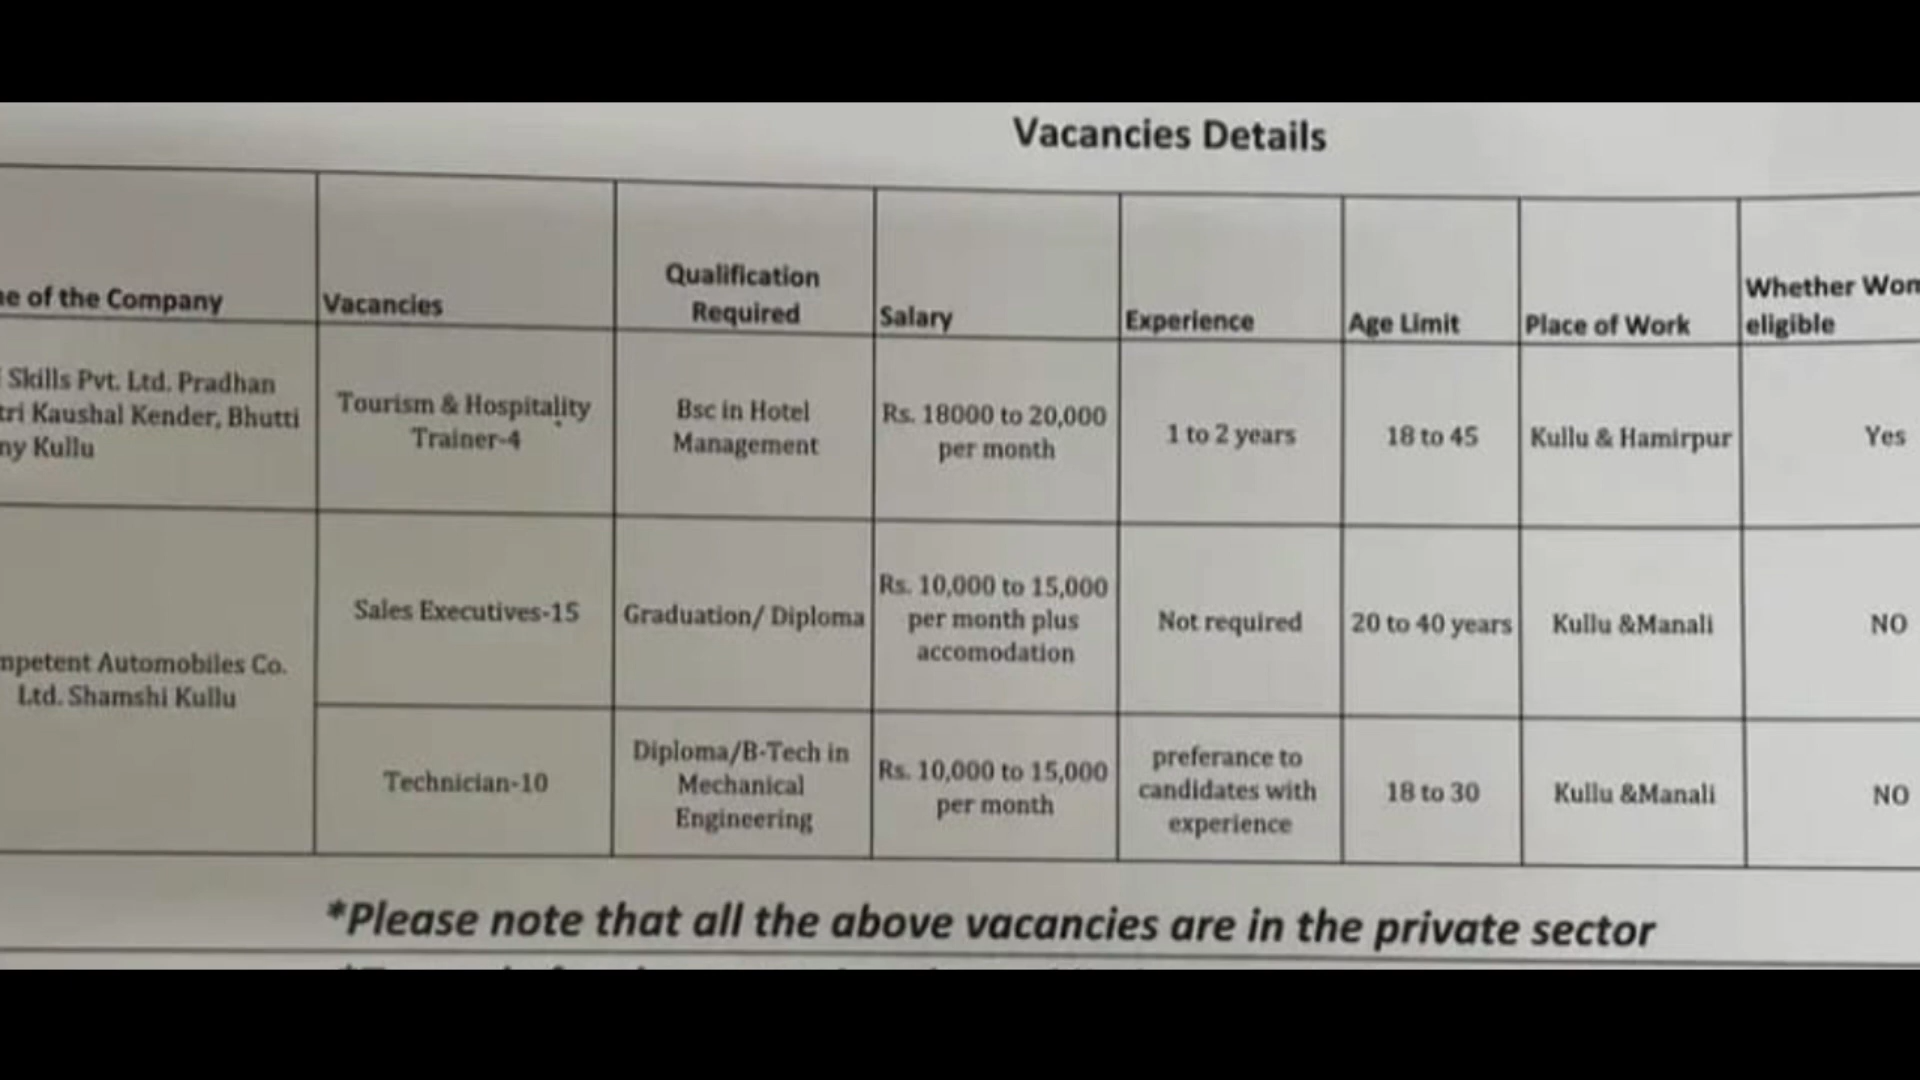 Vacancies Details
of the Company
Vacancies
Qualification
Required
Salary
Experience
Age Limit
Place of Work
Whether
eligible
Skills Pvt. Ltd. Pradhan
Kaushal Kender, Bhutti
Kullu
Tourism & Hospitality
Trainer-4
Bsc in Hotel
Management
Rs. 18000 to 20,000
per month
1 to 2 years
18 to 45
Kullu & Hamirpur
Yes
Automobiles Co.
Ltd. Shamshi Kullu
Sales Executives-15
Graduation/ Diploma
Rs. 10,000 to 15,000
per month plus
accomodation
Not required
20 to 40 years
Kullu &Manali
NO
Technician-10
Diploma/B-Tech in
Mechanical
Engineering
Rs. 10,000 to 15,000
per month
preferance to
candidates with
experience
18 to 30
Kullu &Manali
NO
*Please note that all the above vacancies are in the private sector